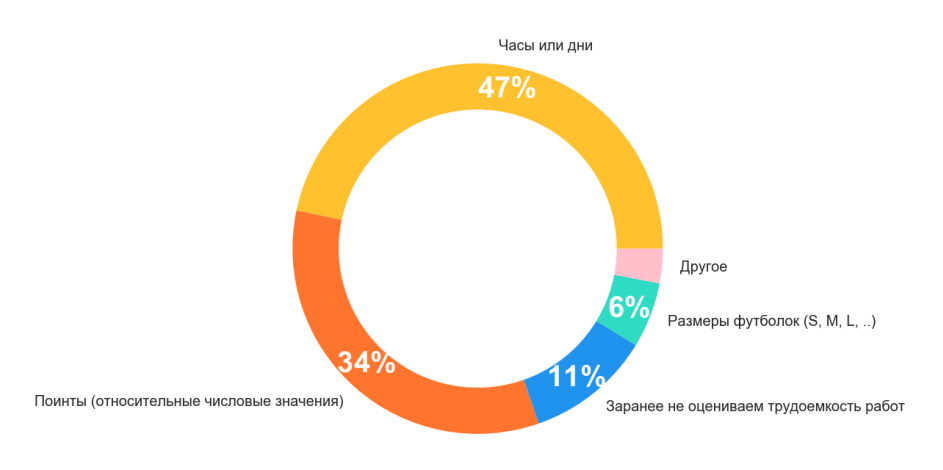 Часы или дни
47%
Другое
6%
Размеры футболок (S, M, L, ..)
34%
11%
Поинты (относительные числовые значения)
Заранее не оцениваем трудоемкость работ